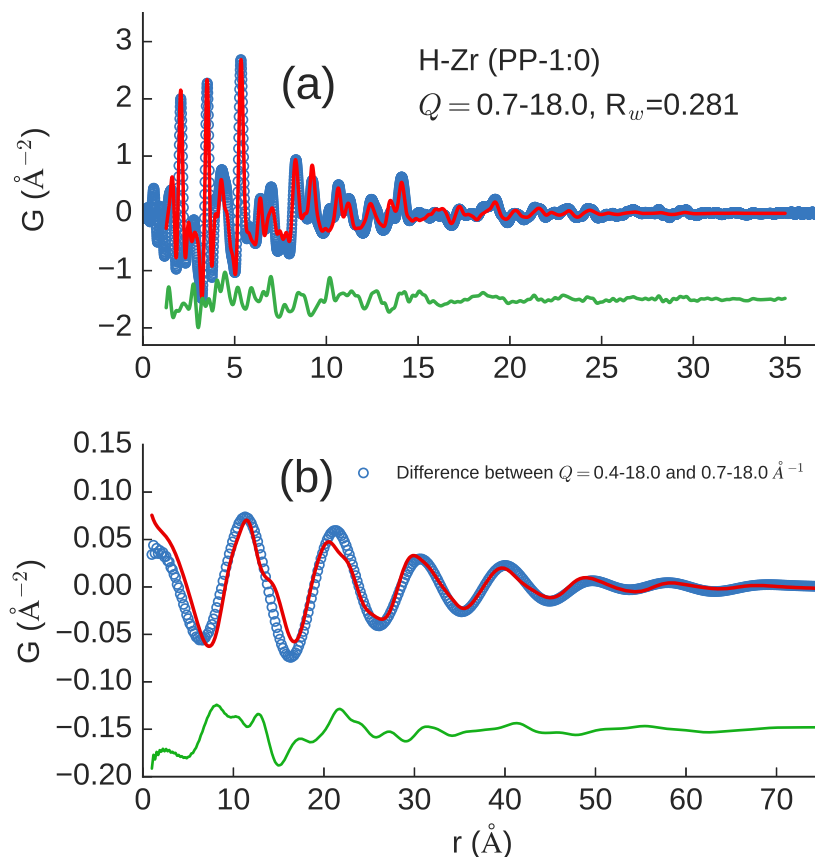 3
2
1
0
−1
−2
G (Å⁻²)
(a)
H-Zr (PP-1:0)
Q = 0.7-18.0, R_w=0.281
0 5 10 15 20 25 30 35
0.15
0.10
0.05
0.00
−0.05
−0.10
−0.15
−0.20
G (Å⁻²)
(b)
Difference between Q = 0.4-18.0 and 0.7-18.0 Å⁻¹
0 10 20 30 40 50 60 70
r (Å)